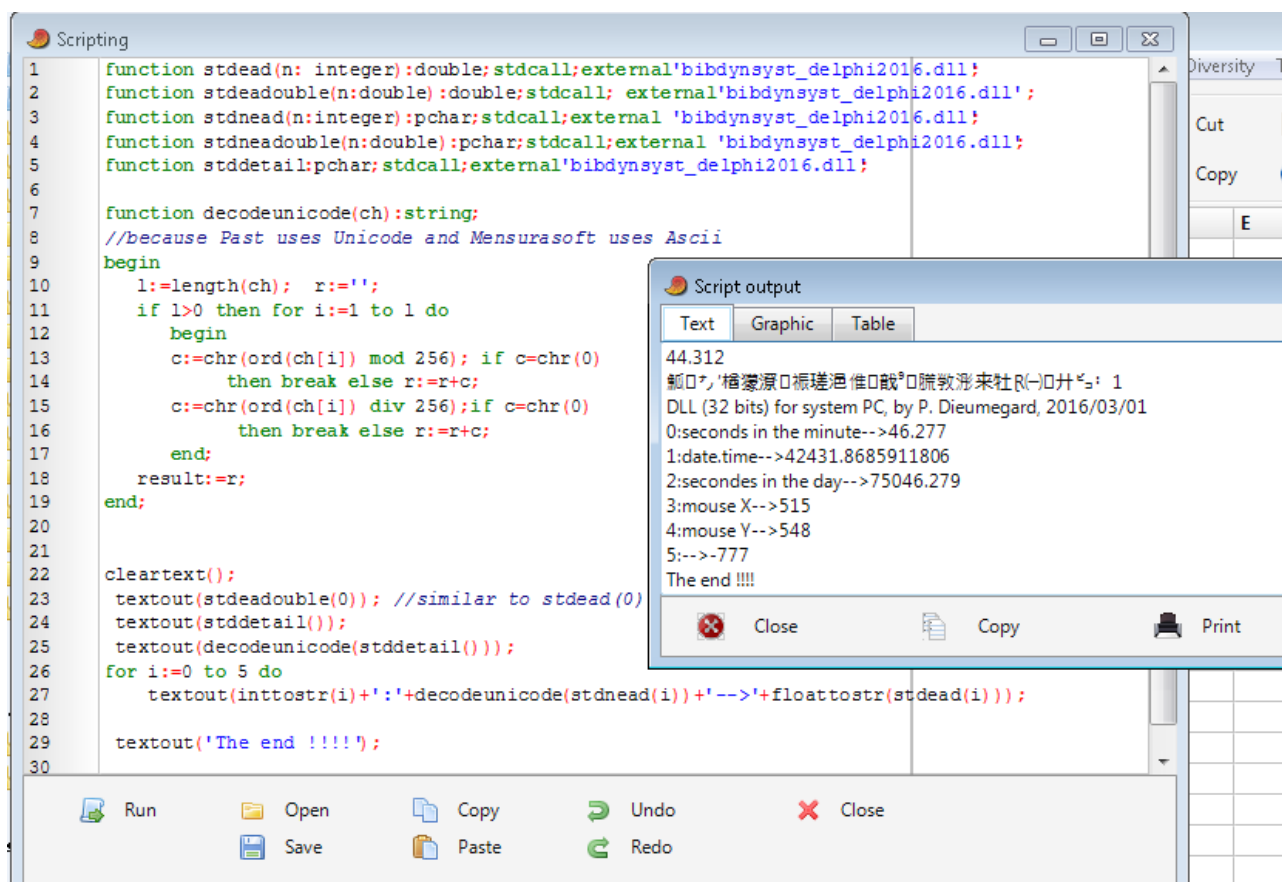 Scripting
1 function stdead(n: integer):double;stdcall;external'bibdynsyst_delphi2016.dll';
2 function stdeadouble(n:double):double;stdcall; external'bibdynsyst_delphi2016.dll';
3 function stdnead(n:integer):pchar;stdcall;external 'bibdynsyst_delphi2016.dll';
4 function stdneadouble(n:double):pchar;stdcall;external 'bibdynsyst_delphi2016.dll';
5 function stddetail:pchar;stdcall;external'bibdynsyst_delphi2016.dll';
6
7 function decodeunicode(ch):string;
8 //because Past uses Unicode and Mensurasoft uses Ascii
9 begin
10 l:=length(ch); r:='';
11 if l>0 then for i:=1 to l do
12 begin
13 c:=chr(ord(ch[i]) mod 256); if c=chr(0)
14 then break else r:=r+c;
15 c:=chr(ord(ch[i]) div 256);if c=chr(0)
16 then break else r:=r+c;
17 end;
18 result:=r;
19 end;
20
21
22 cleartext();
23 textout(stdeadouble(0)); //similar to stdead(0)
24 textout(stddetail());
25 textout(decodeunicode(stddetail()));
26 for i:=0 to 5 do
27 textout(inttostr(i)+':'+decodeunicode(stdnead(i))+'-->'+floattostr(stdead(i)));
28
29 textout('The end !!!!');
30
Run
Open
Copy
Undo
Close
Save
Paste
Redo
Script output
Text
Graphic
Table
44.312
1
DLL (32 bits) for system PC, by P. Dieumegard, 2016/03/01
0:seconds in the minute-->46.277
1:date.time-->42431.8685911806
2:secondes in the day-->75046.279
3:mouse X-->515
4:mouse Y-->548
5:-->-777
The end !!!!
Close
Copy
Print
Diversity
Cut
Copy
E